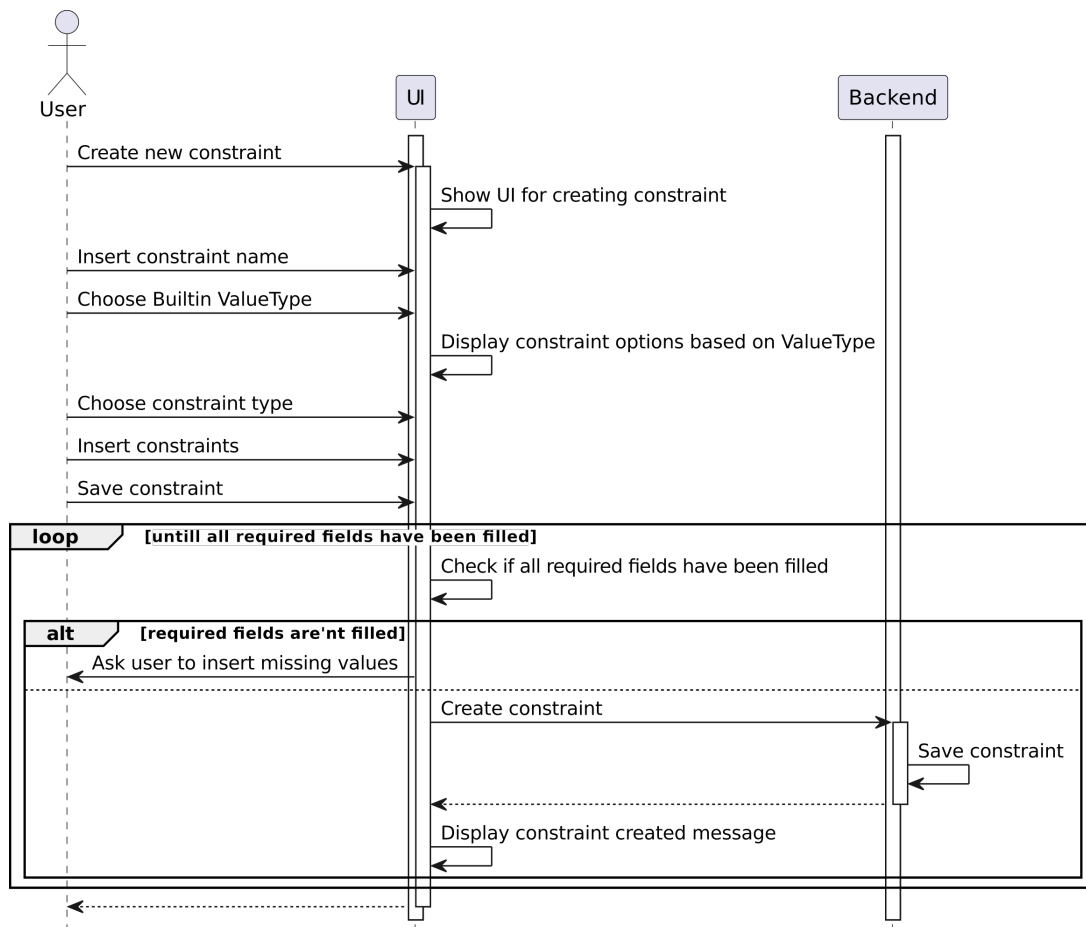 User
UI
Backend
Create new constraint
Show UI for creating constraint
Insert constraint name
Choose Builtin ValueType
Display constraint options based on ValueType
Choose constraint type
Insert constraints
Save constraint
loop
[untill all required fields have been filled]
Check if all required fields have been filled
alt
[required fields are'nt filled]
Ask user to insert missing values
Create constraint
Save constraint
Display constraint created message